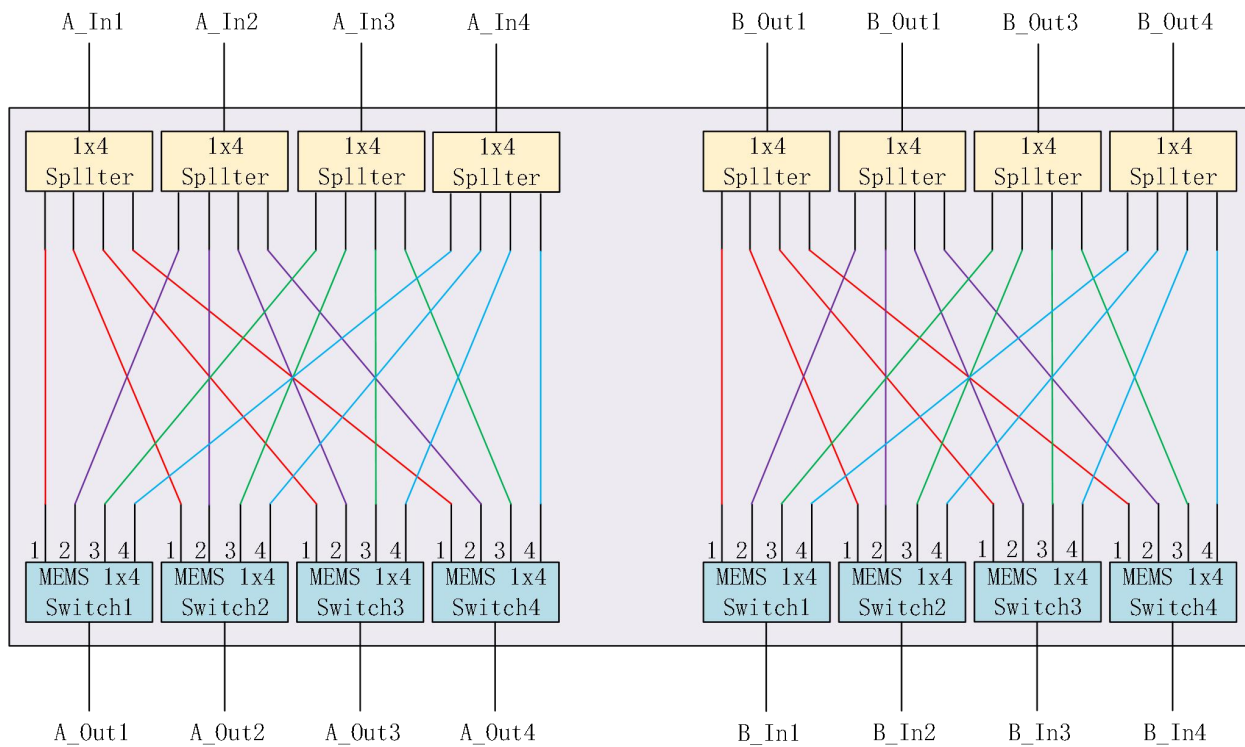 A_In1 A_In2 A_In3 A_In4 B_Out1 B_Out1 B_Out3 B_Out4
1x4 1x4 1x4 1x4 1x4 1x4 1x4 1x4
Spllter Spllter Spllter Spllter Spllter Spllter Spllter Spllter
1 2 3 4 1 2 3 4 1 2 3 4 1 2 3 4 1 2 3 4 1 2 3 4 1 2 3 4 1 2 3 4
MEMS 1x4 MEMS 1x4 MEMS 1x4 MEMS 1x4 MEMS 1x4 MEMS 1x4 MEMS 1x4 MEMS 1x4
Switch1 Switch2 Switch3 Switch4 Switch1 Switch2 Switch3 Switch4
A_Out1 A_Out2 A_Out3 A_Out4 B_In1 B_In2 B_In3 B_In4